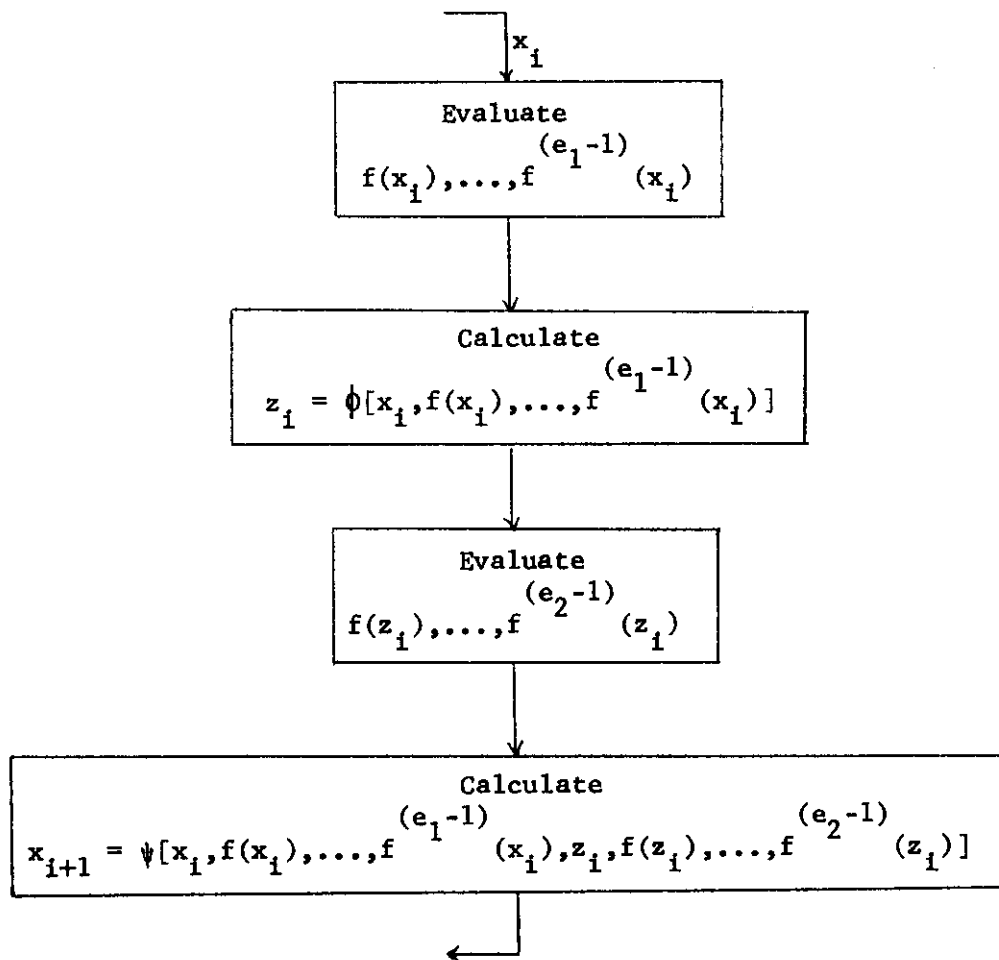 x_i
Evaluate
f(x_i),...,f^(e_1-1)(x_i)
Calculate
z_i = φ[x_i,f(x_i),...,f^(e_1-1)(x_i)]
Evaluate
f(z_i),...,f^(e_2-1)(z_i)
Calculate
x_{i+1} = ψ[x_i,f(x_i),...,f^(e_1-1)(x_i),z_i,f(z_i),...,f^(e_2-1)(z_i)]